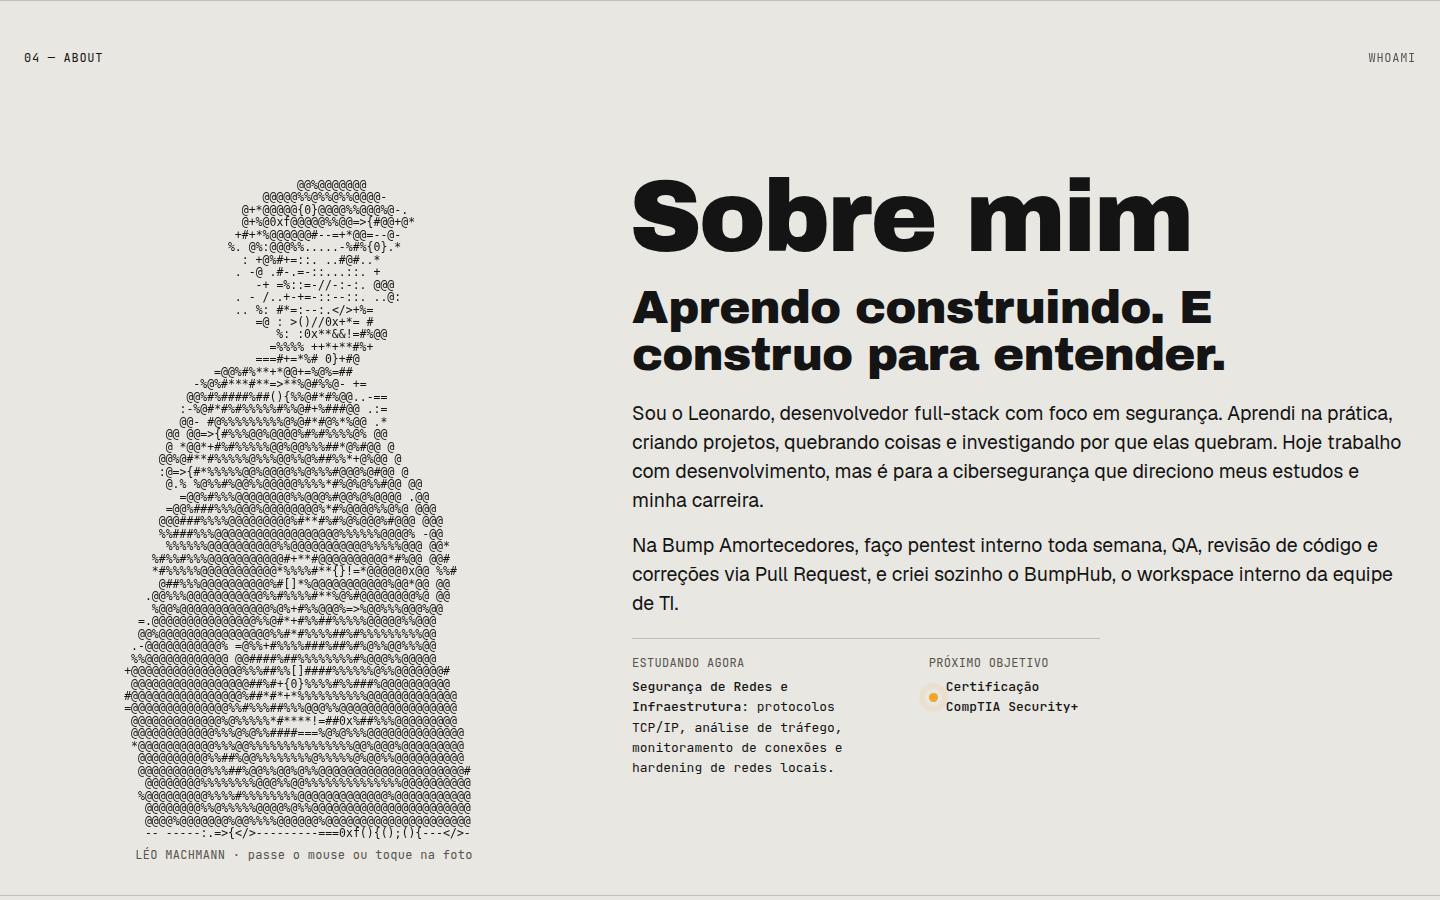 04 — ABOUT
WHOAMI
Sobre mim
Aprendo construindo. E
construo para entender.
Sou o Leonardo, desenvolvedor full-stack com foco em segurança. Aprendi na prática,
criando projetos, quebrando coisas e investigando por que elas quebram. Hoje trabalho
com desenvolvimento, mas é para a cibersegurança que direciono meus estudos e
minha carreira.
Na Bump Amortecedores, faço pentest interno toda semana, QA, revisão de código e
correções via Pull Request, e criei sozinho o BumpHub, o workspace interno da equipe
de TI.
ESTUDANDO AGORA
Segurança de Redes e
Infraestrutura: protocolos
TCP/IP, análise de tráfego,
monitoramento de conexões e
hardening de redes locais.
PRÓXIMO OBJETIVO
Certificação
CompTIA Security+
LÉO MACHMANN · passe o mouse ou toque na foto